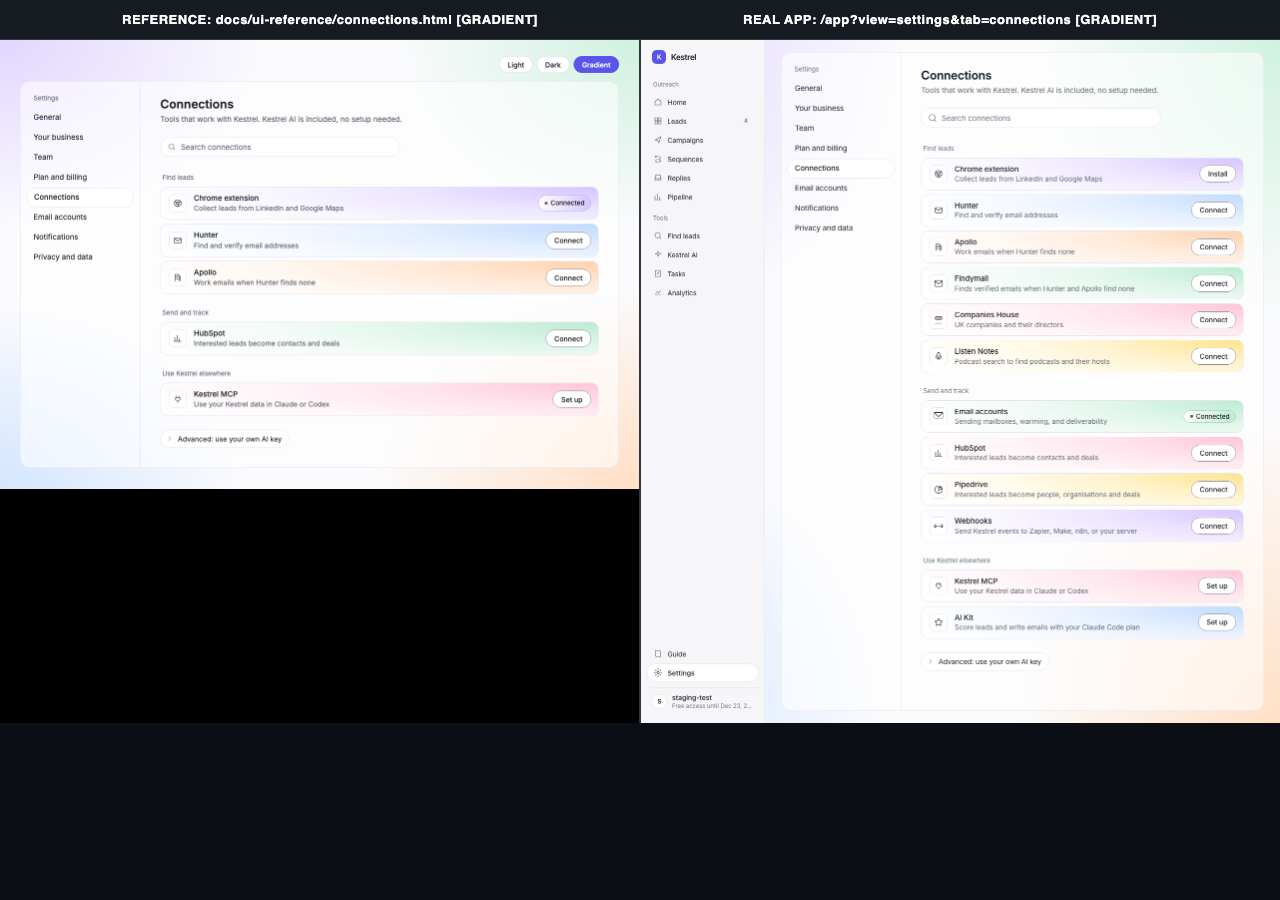 REFERENCE: docs/ui-reference/connections.html [GRADIENT]
Light
Dark
Gradient
Settings
General
Your business
Team
Plan and billing
Connections
Email accounts
Notifications
Privacy and data
Connections
Tools that work with Kestrel. Kestrel AI is included, no setup needed.
Search connections
Find leads
Chrome extension
Collect leads from LinkedIn and Google Maps
Connected
Hunter
Find and verify email addresses
Connect
Apollo
Work emails when Hunter finds none
Connect
Send and track
HubSpot
Interested leads become contacts and deals
Connect
Use Kestrel elsewhere
Kestrel MCP
Use your Kestrel data in Claude or Codex
Set up
Advanced: use your own AI key
REAL APP: /app?view=settings&tab=connections [GRADIENT]
K
Kestrel
Outreach
Home
Leads
4
Campaigns
Sequences
Replies
Pipeline
Tools
Find leads
Kestrel AI
Tasks
Analytics
Guide
Settings
S
staging-test
Free access until Dec 23, 2...
Settings
General
Your business
Team
Plan and billing
Connections
Email accounts
Notifications
Privacy and data
Connections
Tools that work with Kestrel. Kestrel AI is included, no setup needed.
Search connections
Find leads
Chrome extension
Collect leads from LinkedIn and Google Maps
Install
Hunter
Find and verify email addresses
Connect
Apollo
Work emails when Hunter finds none
Connect
Findymail
Finds verified emails when Hunter and Apollo find none
Connect
Companies House
UK companies and their directors
Connect
Listen Notes
Podcast search to find podcasts and their hosts
Connect
Send and track
Email accounts
Sending mailboxes, warming, and deliverability
Connected
HubSpot
Interested leads become contacts and deals
Connect
Pipedrive
Interested leads become people, organisations and deals
Connect
Webhooks
Send Kestrel events to Zapier, Make, n8n, or your server
Connect
Use Kestrel elsewhere
Kestrel MCP
Use your Kestrel data in Claude or Codex
Set up
AI Kit
Score leads and write emails with your Claude Code plan
Set up
Advanced: use your own AI key